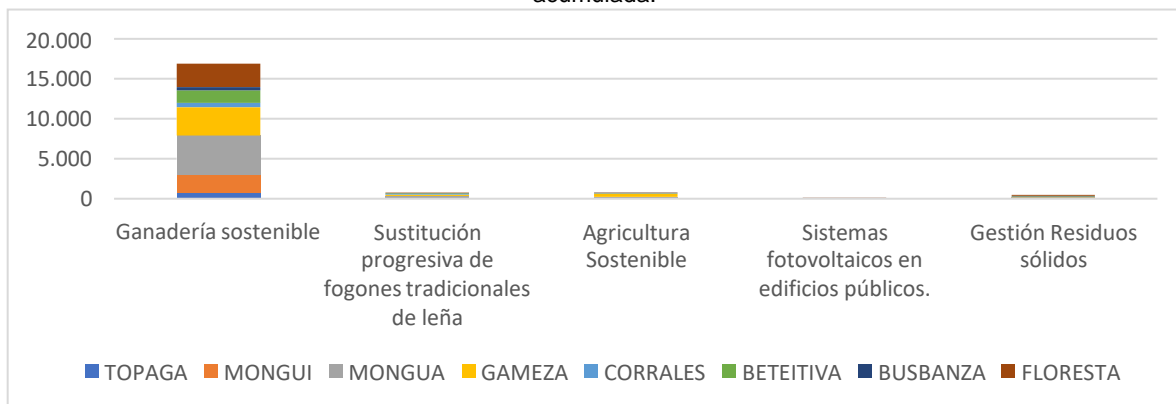 acumulada.
20.000
15.000
10.000
5.000
0
Ganadería sostenible
Sustitución
progresiva de
fogones tradicionales
de leña
Agricultura
Sostenible
Sistemas
fotovoltaicos en
edificios públicos.
Gestión Residuos
sólidos
TOPAGA MONGUI MONGUA GAMEZA CORRALES BETEITIVA BUSBANZA FLORESTA